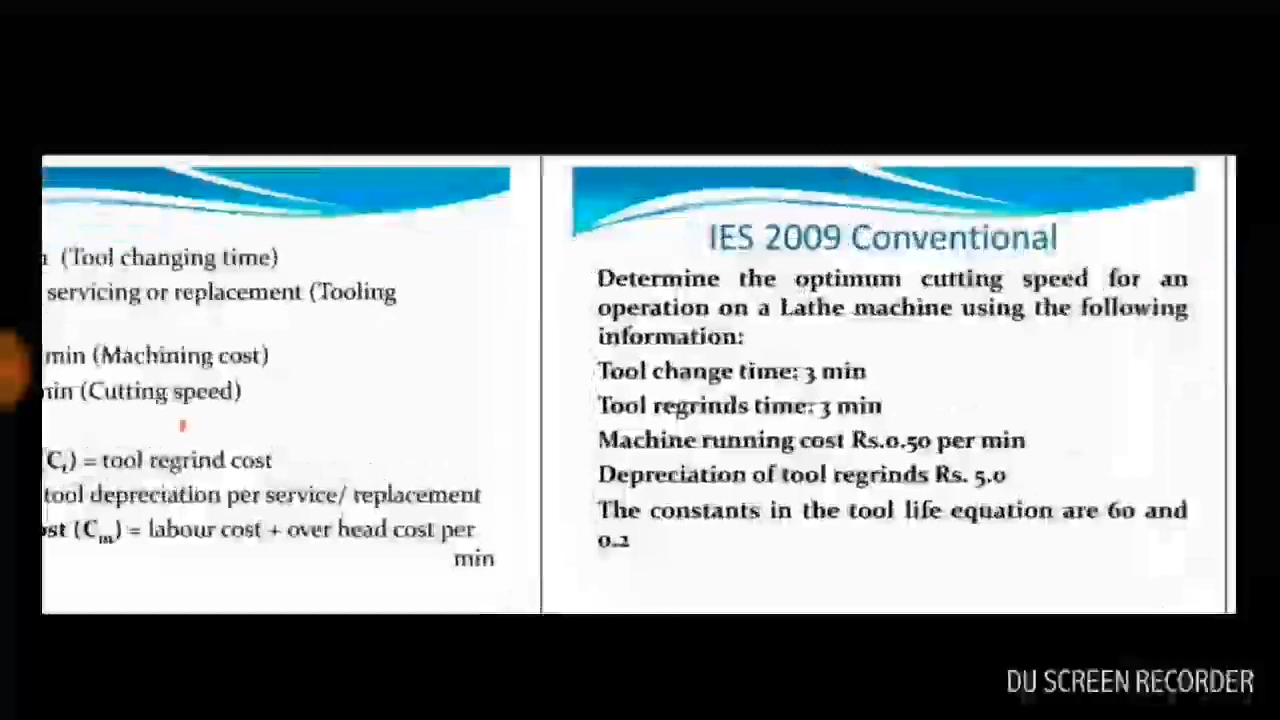 (Tool changing time)
servicing or replacement (Tooling
min (Machining cost)
(Cutting speed)
) = tool regrind cost
tool depreciation per service/ replacement
(Cm) = labour cost + over head cost per
min
IES 2009 Conventional
Determine the optimum cutting speed for an
operation on a Lathe machine using the following
information:
Tool change time: 3 min
Tool regrinds time: 3 min
Machine running cost Rs.0.50 per min
Depreciation of tool regrinds Rs. 5.0
The constants in the tool life equation are 60 and
0.2
DU SCREEN RECORDER